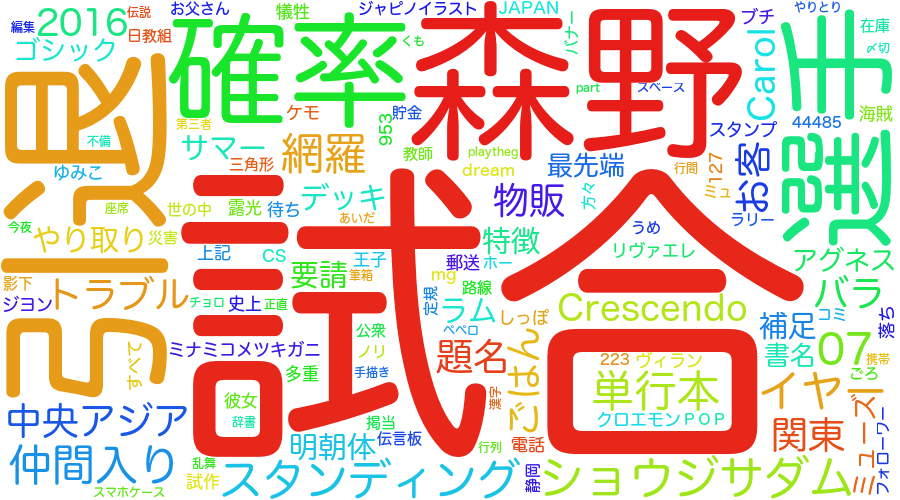 編集
伝説
お父さん
犠牲
ジャピノイラスト
JAPAN
ブチ
やりとり
2016
日教組
ゴシック
確率
くも
森野
バナー
Carol
選手
在庫
〆切
引退
不備
第三者
ケモ
貯金
953
part
スペース
スタンプ
44485
海賊
サマー
網羅
教師
playtheg
dream
最先端
行間
127
ミュ
お客
ゆみこ
三角形
デッキ
物販
方々
ラリー
座席
世の中
露光
待ち
あいだ
今夜
やり取り
災害
上記
CS
試合
王子
特徴
うめ
リヴァエレ
アグネス
影下
トラブル
要請
筆箱
mg
郵送
ホー
バラ
ジヨン
チョロ
史上
正直
定規
路線
ラム
しっぽ
Crescendo
補足
コミ
落ち
すべて
ミナミコメツキガニ
ノリ
公衆
ペペロ
題名
ごはん
223
ヴィラン
書名
07
携帯
多重
手描き
単行本
イヤー
ごろ
中央アジア
彼女
辞書
掲当
漢字
クロエモンPOP
関東
ミューズ
フォローワー
仲間入り
明朝体
伝言板
行列
電話
乱舞
試作
スマホケース
スタンディング
静岡
ショウジサダム